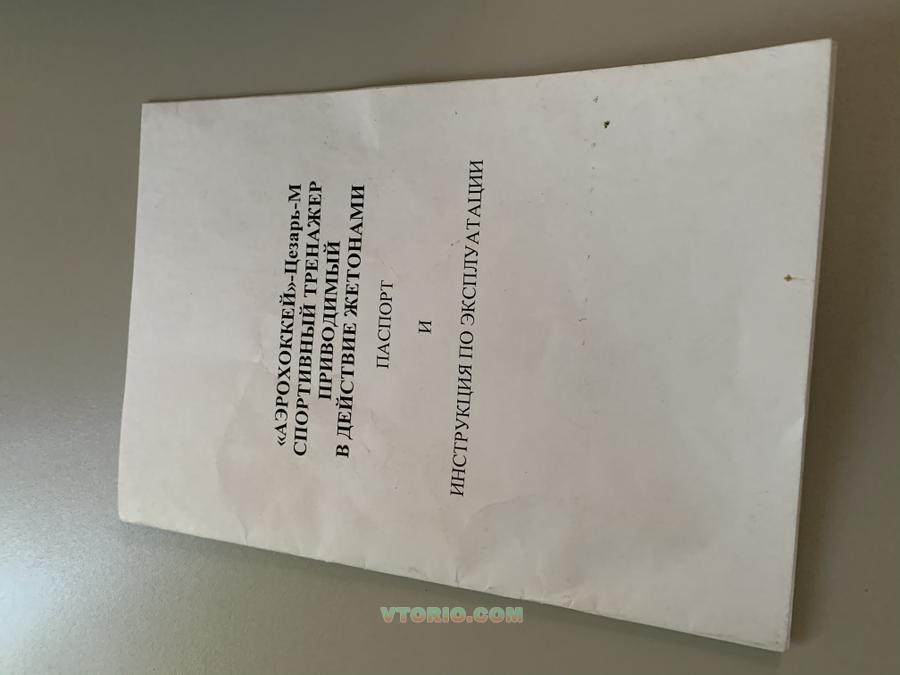 «АЭРОХОККЕЙ»-Цезарь-М
СПОРТИВНЫЙ ТРЕНАЖЕР
ПРИВОДИМЫЙ
В ДЕЙСТВИЕ ЖЕТОНАМИ
ПАСПОРТ
И
ИНСТРУКЦИЯ ПО ЭКСПЛУАТАЦИИ
VTORIO.COM